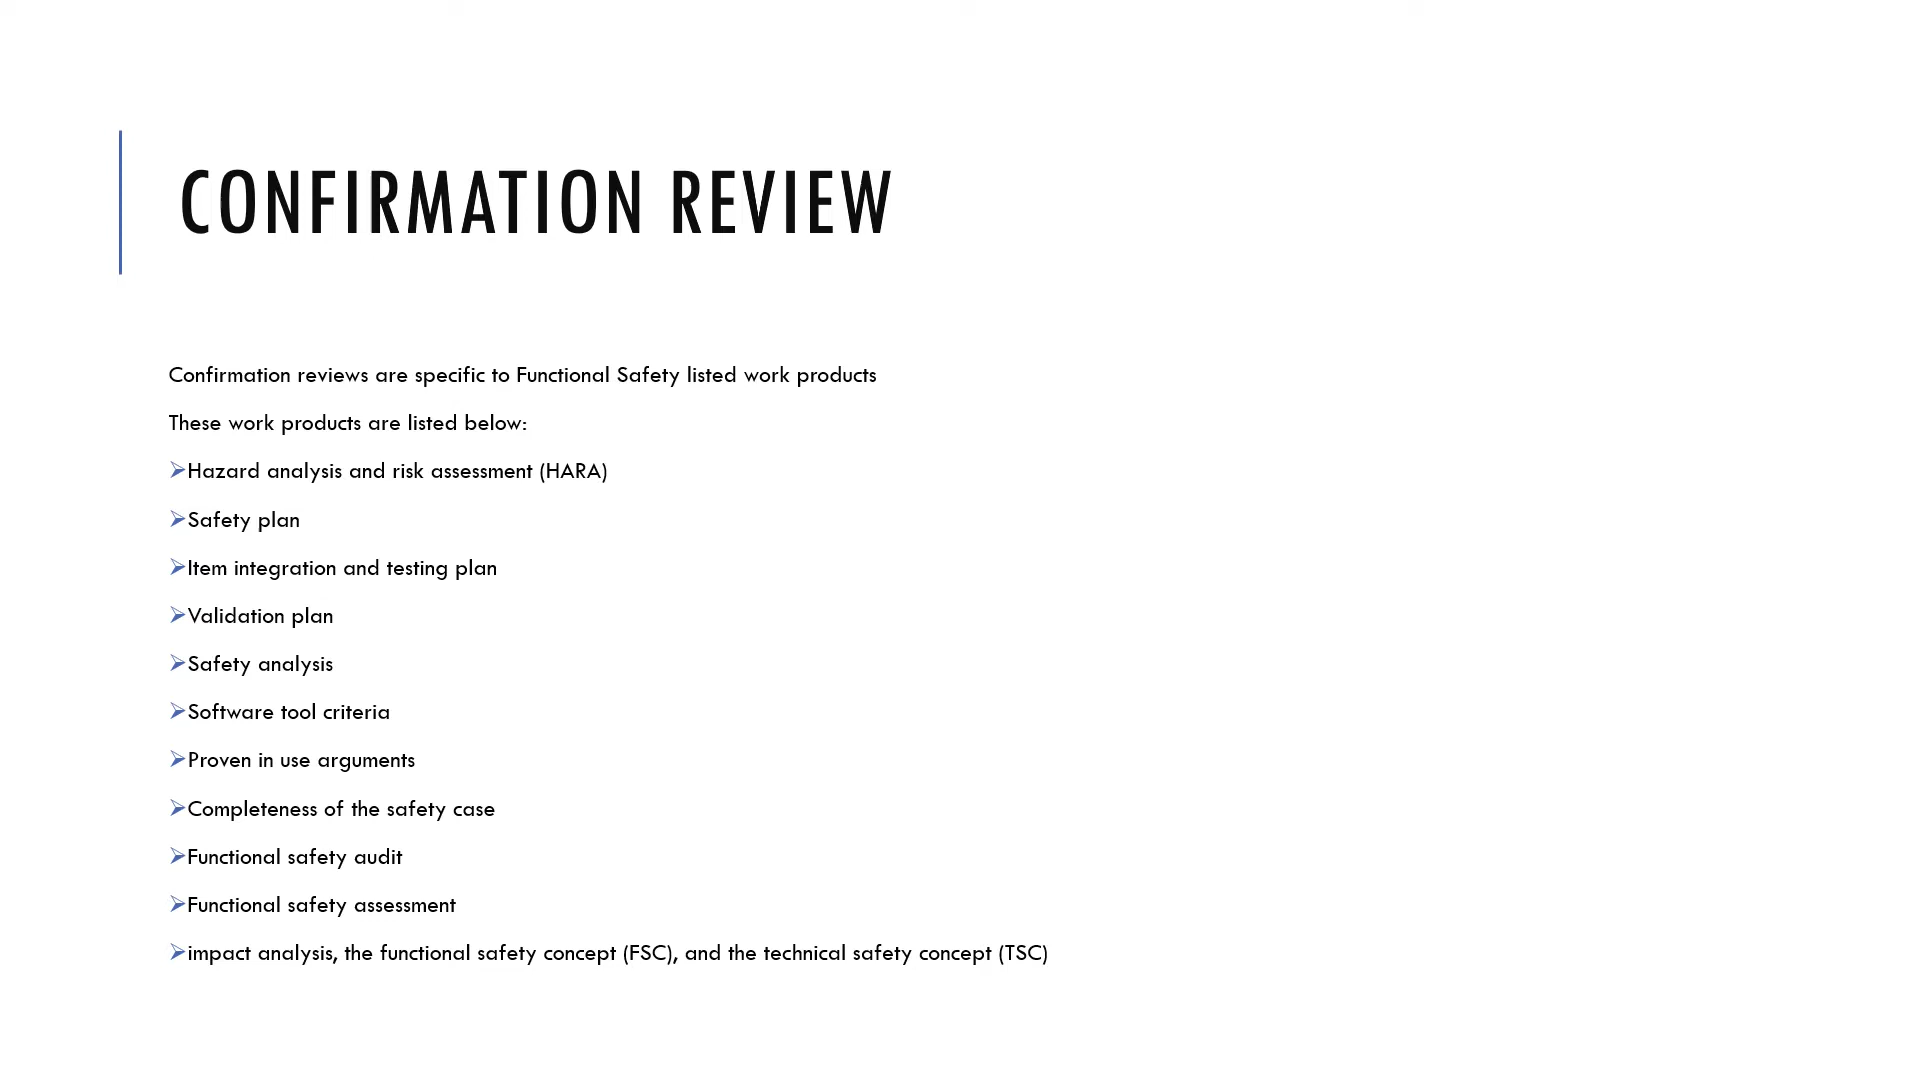 CONFIRMATION REVIEW
Confirmation reviews are specific to Functional Safety listed work products
These work products are listed below:
➢Hazard analysis and risk assessment (HARA)
➢Safety plan
➢Item integration and testing plan
➢Validation plan
➢Safety analysis
➢Software tool criteria
➢Proven in use arguments
➢Completeness of the safety case
➢Functional safety audit
➢Functional safety assessment
➢impact analysis, the functional safety concept (FSC), and the technical safety concept (TSC)